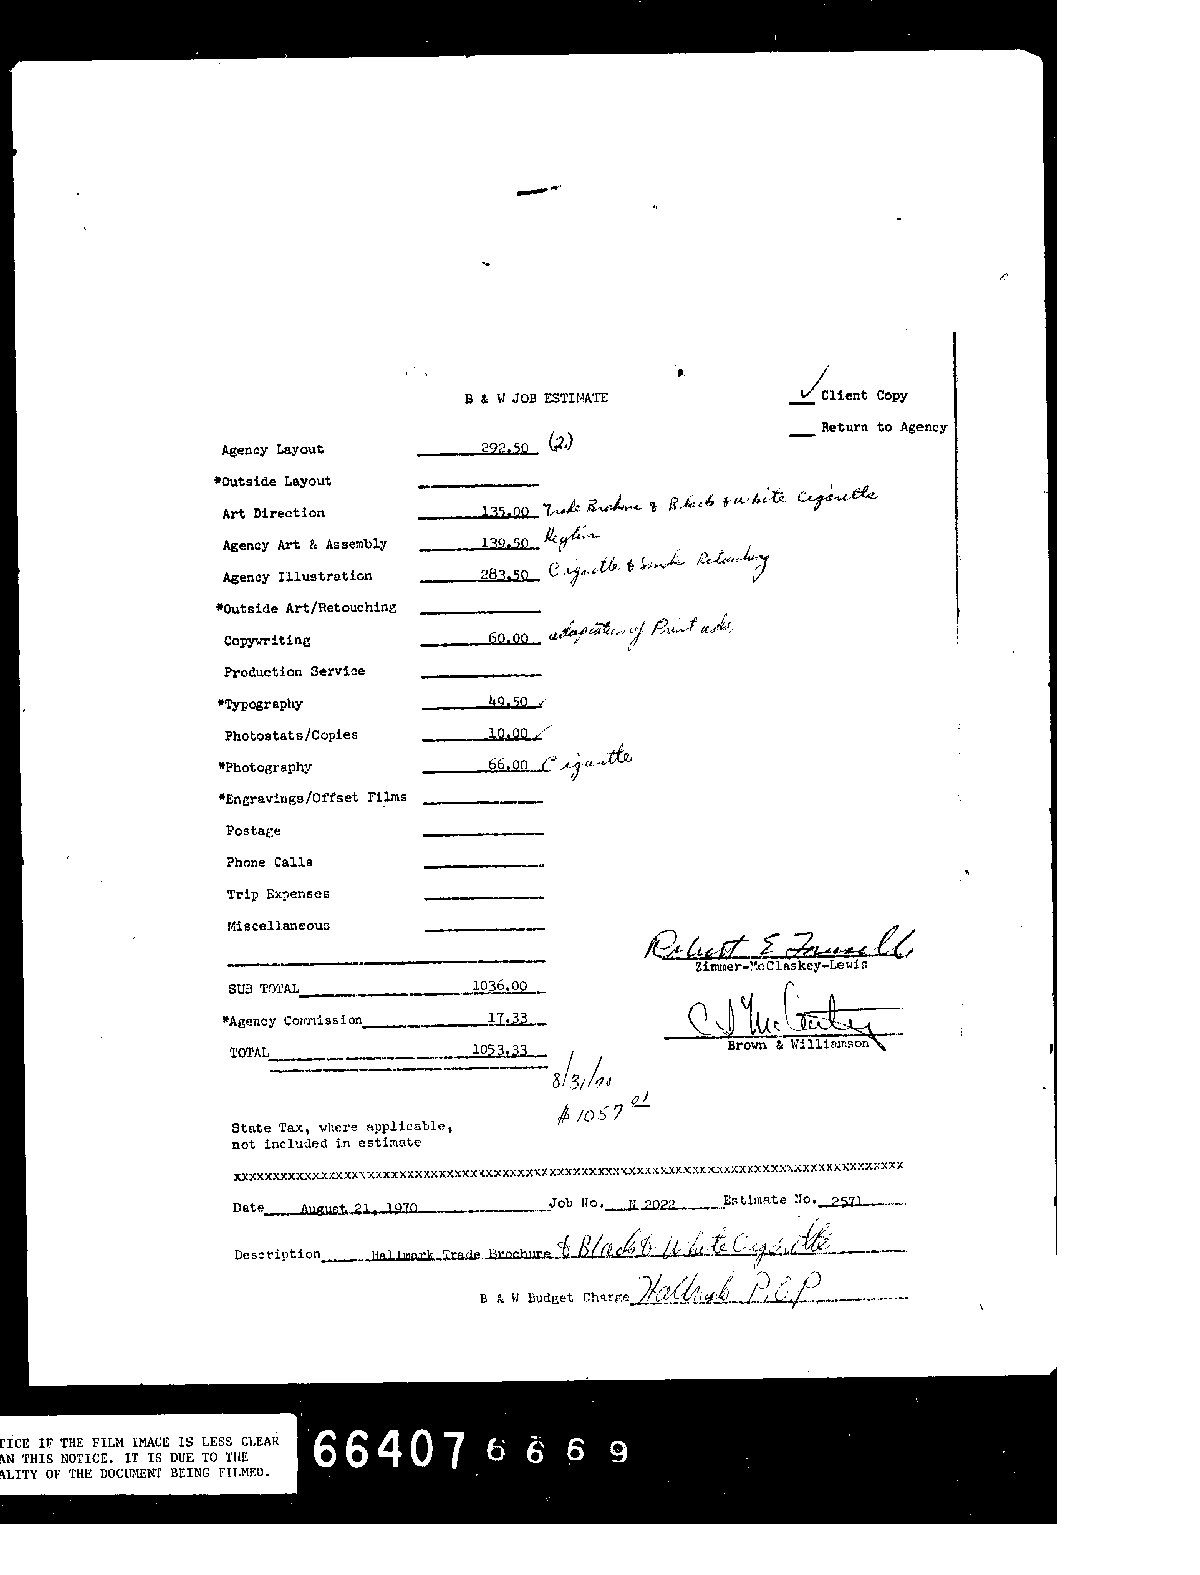 B & W JOB ESTIMATE
Client Copy
Return to Agency
Agency Layout 292.50 (2)
*Outside Layout
Art Direction 135.00 Trade Brochure & Black & White Cigarette
Agency Art & Assembly 139.50 Keyline
Agency Illustration 283.50 Cigarette & Smoke Retouching
*Outside Art/Retouching
Copywriting 60.00 adaptation of Print ads.
Production Service
*Typography 49.50
Photostats/Copies 10.00
*Photography 66.00 Cigarette
*Engravings/Offset Films
Postage
Phone Calls
Trip Expenses
Miscellaneous
Robert E
Zimmer-McClaskey-Lewis
SUB TOTAL 1036.00
*Agency Commission 17.33
Brown & Williamson
TOTAL 1053.33
8/31/70
$1057 01
State Tax, where applicable,
not included in estimate
xxxxxxxxxxxxxxxx\xxxxxxxxxxxxxxxxxxxxxxxxxxxxxxxxxxxxxxxxxxxxxxxxxxxxxxxxxxxxxxxxxxxxxxx
Date August 21, 1970 Job No. N 2022 Estimate No. 2571
Description Hallmark Trade Brochure & Black & White Cigarette
B & W Budget Charge Hallmark P.O.P
TICE IF THE FILM IMAGE IS LESS CLEAR
AN THIS NOTICE. IT IS DUE TO THE
ALITY OF THE DOCUMENT BEING FILMED.
66407 6669